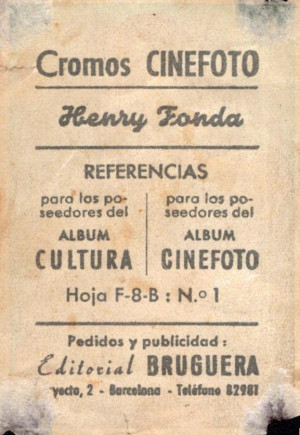 Cromos CINEFOTO
Henry Fonda
REFERENCIAS
para los po-
seedores del
ALBUM
CULTURA
para los po-
seedores del
ALBUM
CINEFOTO
Hoja F-8-B : N.o 1
Pedidos y publicidad :
Editorial BRUGUERA
yecto, 2 - Barcelona - Teléfono 82981